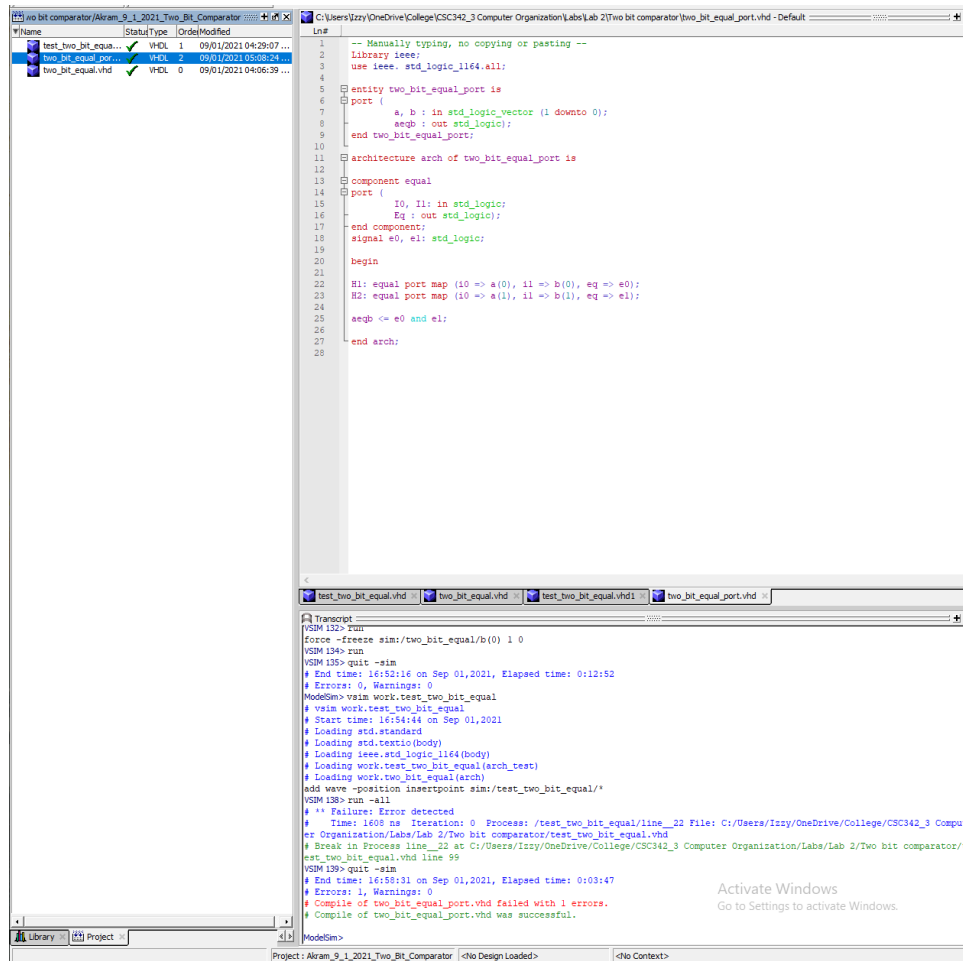 wo bit comparator/Akram_9_1_2021_Two_Bit_Comparator
Name Status Type Order Modified
test_two_bit_equa... VHDL 1 09/01/2021 04:29:07 ...
two_bit_equal_por... VHDL 2 09/01/2021 05:08:24 ...
two_bit_equal.vhd VHDL 0 09/01/2021 04:06:39 ...
Library
Project
C:/Users/Izzy/OneDrive/College/CSC342_3 Computer Organization/Labs/Lab 2/Two bit comparator/two_bit_equal_port.vhd - Default
Ln#
1 -- Manually typing, no copying or pasting --
2 Library ieee;
3 use ieee. std_logic_1164.all;
4
5 entity two_bit_equal_port is
6 port (
7 a, b : in std_logic_vector (1 downto 0);
8 aeqb : out std_logic);
9 end two_bit_equal_port;
10
11 architecture arch of two_bit_equal_port is
12
13 component equal
14 port (
15 I0, I1: in std_logic;
16 Eq : out std_logic);
17 end component;
18 signal e0, e1: std_logic;
19
20 begin
21
22 H1: equal port map (i0 => a(0), i1 => b(0), eq => e0);
23 H2: equal port map (i0 => a(1), i1 => b(1), eq => e1);
24
25 aeqb <= e0 and e1;
26
27 end arch;
28
test_two_bit_equal.vhd
two_bit_equal.vhd
test_two_bit_equal.vhd1
two_bit_equal_port.vhd
Transcript
VSIM 132> run
force -freeze sim:/two_bit_equal/b(0) 1 0
VSIM 134> run
VSIM 135> quit -sim
# End time: 16:52:16 on Sep 01,2021, Elapsed time: 0:12:52
# Errors: 0, Warnings: 0
ModelSim> vsim work.test_two_bit_equal
# vsim work.test_two_bit_equal
# Start time: 16:54:44 on Sep 01,2021
# Loading std.standard
# Loading std.textio(body)
# Loading ieee.std_logic_1164(body)
# Loading work.test_two_bit_equal(arch_test)
# Loading work.two_bit_equal(arch)
add wave -position insertpoint sim:/test_two_bit_equal/*
VSIM 138> run -all
# ** Failure: Error detected
# Time: 1608 ns Iteration: 0 Process: /test_two_bit_equal/line__22 File: C:/Users/Izzy/OneDrive/College/CSC342_3 Comput
er Organization/Labs/Lab 2/Two bit comparator/test_two_bit_equal.vhd
# Break in Process line__22 at C:/Users/Izzy/OneDrive/College/CSC342_3 Computer Organization/Labs/Lab 2/Two bit comparator/
est_two_bit_equal.vhd line 99
VSIM 139> quit -sim
# End time: 16:58:31 on Sep 01,2021, Elapsed time: 0:03:47
# Errors: 1, Warnings: 0
# Compile of two_bit_equal_port.vhd failed with 1 errors.
# Compile of two_bit_equal_port.vhd was successful.
ModelSim>
Activate Windows
Go to Settings to activate Windows.
Project : Akram_9_1_2021_Two_Bit_Comparator
<No Design Loaded>
<No Context>